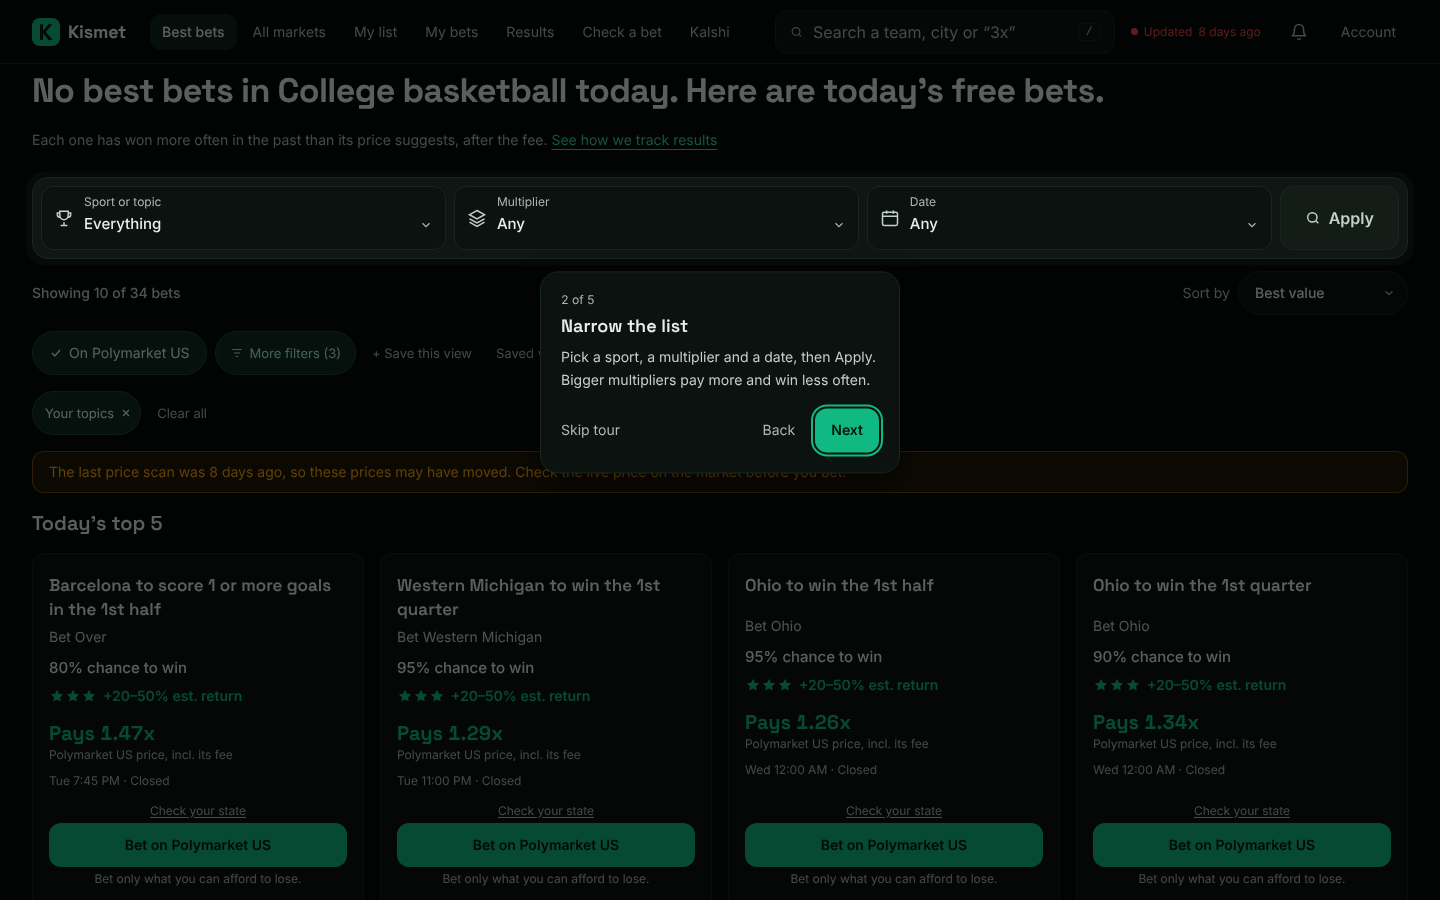 Kismet
Best bets
All markets
My list
My bets
Results
Check a bet
Kalshi
Search a team, city or “3x”
/
Updated 8 days ago
Account
No best bets in College basketball today. Here are today’s free bets.
Each one has won more often in the past than its price suggests, after the fee. See how we track results
Sport or topic
Everything
Multiplier
Any
Date
Any
Apply
Showing 10 of 34 bets
Sort by
Best value
2 of 5
Narrow the list
Pick a sport, a multiplier and a date, then Apply.
Bigger multipliers pay more and win less often.
Skip tour
Back
Next
On Polymarket US
More filters (3)
+ Save this view
Saved
Your topics ×
Clear all
The last price scan was 8 days ago, so these prices may have moved. Check the live price on the market before you bet.
Today’s top 5
Barcelona to score 1 or more goals
in the 1st half
Bet Over
80% chance to win
★★★ +20–50% est. return
Pays 1.47x
Polymarket US price, incl. its fee
Tue 7:45 PM · Closed
Check your state
Bet on Polymarket US
Bet only what you can afford to lose.
Western Michigan to win the 1st
quarter
Bet Western Michigan
95% chance to win
★★★ +20–50% est. return
Pays 1.29x
Polymarket US price, incl. its fee
Tue 11:00 PM · Closed
Check your state
Bet on Polymarket US
Bet only what you can afford to lose.
Ohio to win the 1st half
Bet Ohio
95% chance to win
★★★ +20–50% est. return
Pays 1.26x
Polymarket US price, incl. its fee
Wed 12:00 AM · Closed
Check your state
Bet on Polymarket US
Bet only what you can afford to lose.
Ohio to win the 1st quarter
Bet Ohio
90% chance to win
★★★ +20–50% est. return
Pays 1.34x
Polymarket US price, incl. its fee
Wed 12:00 AM · Closed
Check your state
Bet on Polymarket US
Bet only what you can afford to lose.